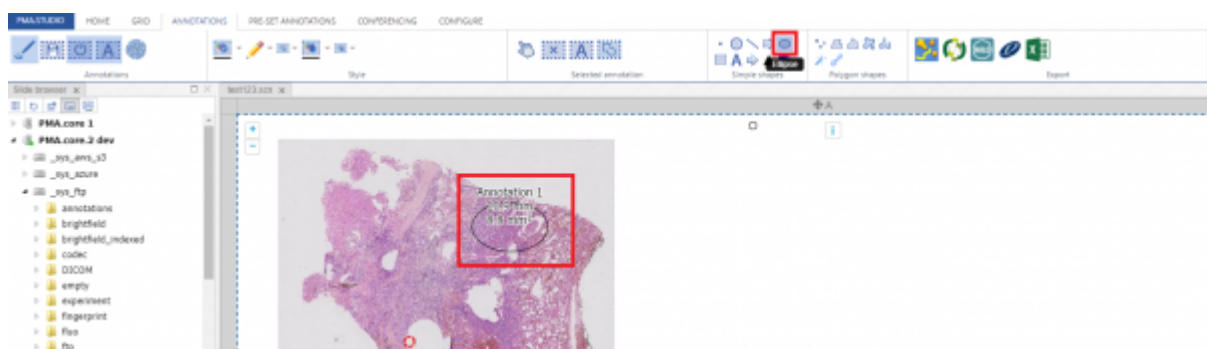 PMA.STUDIO HOME GRID ANNOTATIONS PRE-SET ANNOTATIONS CONFERENCING CONFIGURE
Annotations Style Selected annotation Simple shapes Polygon shapes Export
Ellipse
Slide browser test123.scn
A
PMA.core 1
PMA.core.2 dev
_sys_aws_s3
_sys_azure
_sys_ftp
annotations
brightfield
brightfield_indexed
codec
DICOM
empty
experiment
fingerprint
fluo
ftp
Annotation 1